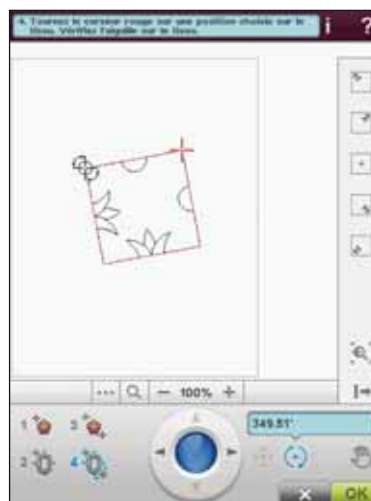 4. Tournez le curseur rouge sur une position choisie sur le
tissu. Vérifiez l'aiguille sur le tissu.
i ?
... − 100% +
1 3
349.51°
2 4
× OK